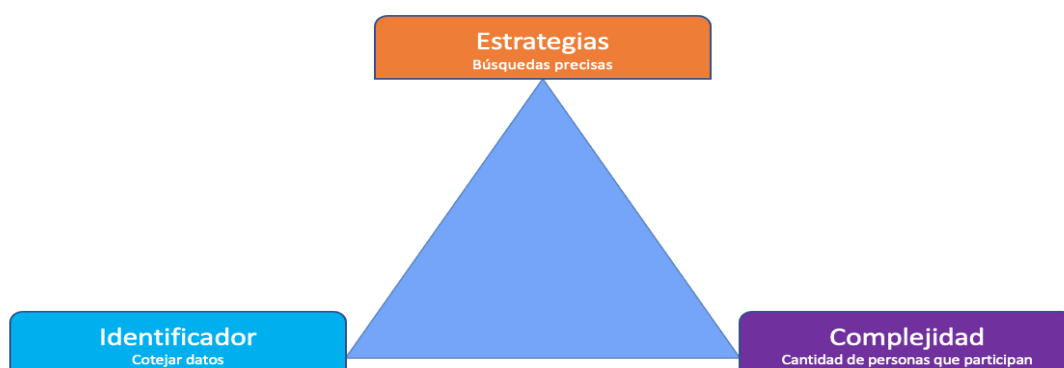 Estrategias
Búsquedas precisas
Identificador
Cotejar datos
Complejidad
Cantidad de personas que participan